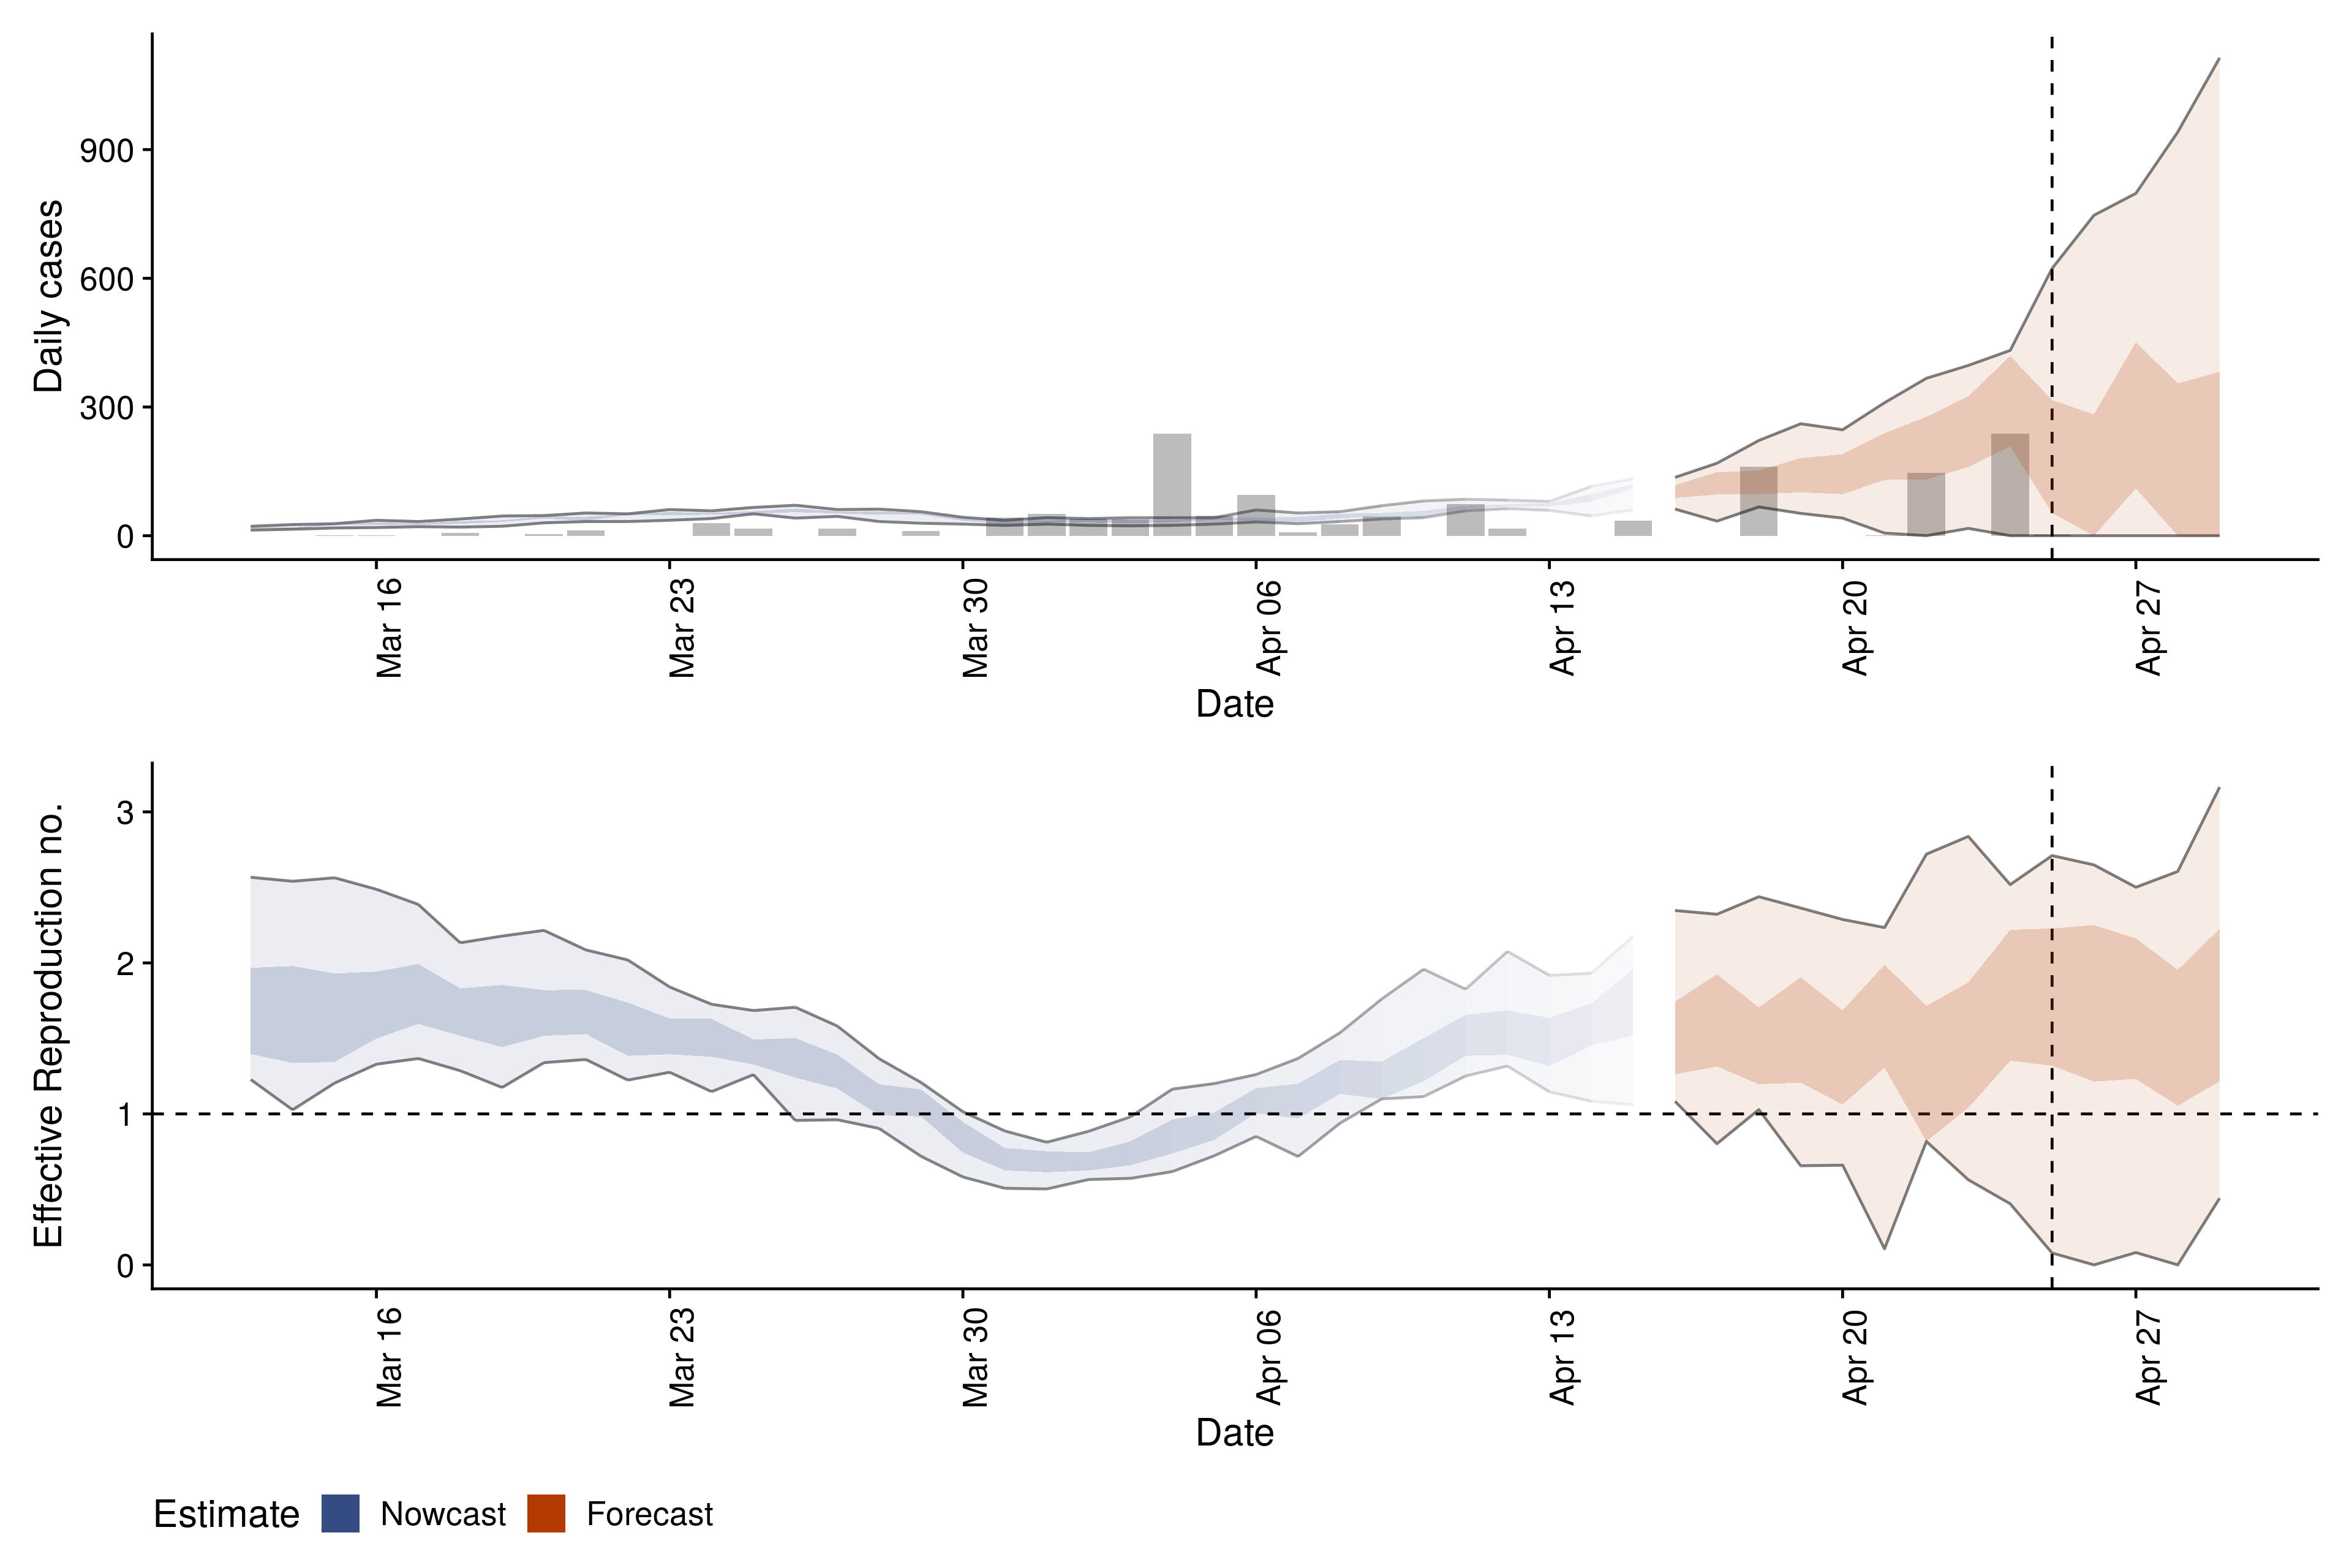 Daily cases
900
600
300
0
Mar 16
Mar 23
Mar 30
Apr 06
Apr 13
Apr 20
Apr 27
Date
Effective Reproduction no.
3
2
1
0
Mar 16
Mar 23
Mar 30
Apr 06
Apr 13
Apr 20
Apr 27
Date
Estimate Nowcast Forecast